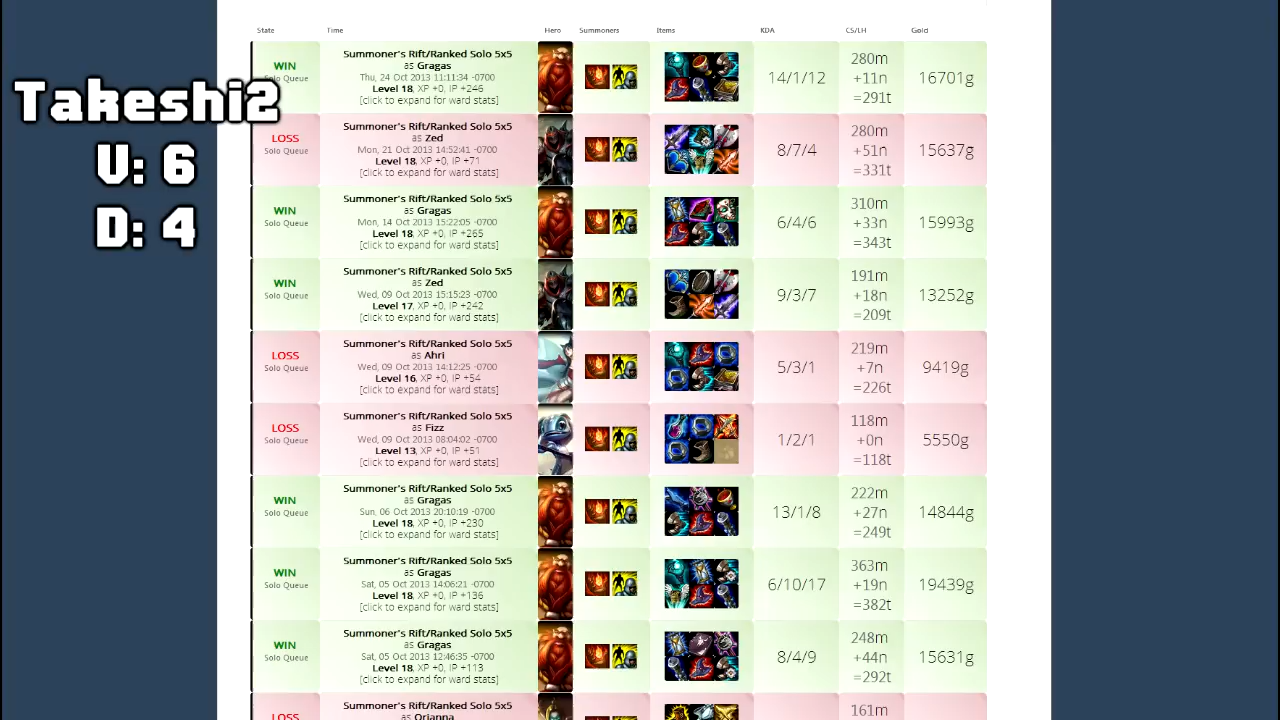 State Time Hero Summoners Items KDA CS/LH Gold
Takeshi2
V: 6
D: 4
WIN
Solo Queue
Summoner's Rift/Ranked Solo 5x5
as Gragas
Thu, 24 Oct 2013 11:11:34 -0700
Level 18, XP +0, IP +248
[click to expand for ward stats]
14/1/12
280m
+11n
=291t
16701g
LOSS
Solo Queue
Summoner's Rift/Ranked Solo 5x5
as Zed
Mon, 21 Oct 2013 14:52:41 -0700
Level 18, XP +0, IP +71
[click to expand for ward stats]
8/7/4
280m
+51n
=331t
15637g
WIN
Solo Queue
Summoner's Rift/Ranked Solo 5x5
as Gragas
Mon, 14 Oct 2013 15:22:05 -0700
Level 18, XP +0, IP +265
[click to expand for ward stats]
6/4/6
310m
+33n
=343t
15993g
WIN
Solo Queue
Summoner's Rift/Ranked Solo 5x5
as Zed
Wed, 09 Oct 2013 15:15:23 -0700
Level 17, XP +0, IP +232
[click to expand for ward stats]
9/3/7
191m
+18n
=209t
13252g
LOSS
Solo Queue
Summoner's Rift/Ranked Solo 5x5
as Ahri
Wed, 09 Oct 2013 14:12:25 -0700
Level 16, XP +0, IP +54
[click to expand for ward stats]
5/3/1
219m
+7n
=226t
9419g
LOSS
Solo Queue
Summoner's Rift/Ranked Solo 5x5
as Fizz
Wed, 09 Oct 2013 08:04:02 -0700
Level 13, XP +0, IP +51
[click to expand for ward stats]
1/2/1
118m
+0n
=118t
5550g
WIN
Solo Queue
Summoner's Rift/Ranked Solo 5x5
as Gragas
Sun, 06 Oct 2013 20:10:19 -0700
Level 18, XP +0, IP +230
[click to expand for ward stats]
13/1/8
222m
+27n
=249t
14844g
WIN
Solo Queue
Summoner's Rift/Ranked Solo 5x5
as Gragas
Sat, 05 Oct 2013 14:06:21 -0700
Level 18, XP +0, IP +136
[click to expand for ward stats]
6/10/17
363m
+19n
=382t
19439g
WIN
Solo Queue
Summoner's Rift/Ranked Solo 5x5
as Gragas
Sat, 05 Oct 2013 12:46:37 -0700
Level 18, XP +0, IP +113
[click to expand for ward stats]
8/4/9
248m
+44n
=292t
15631g
LOSS
Summoner's Rift/Ranked Solo 5x5
as Orianna
161m